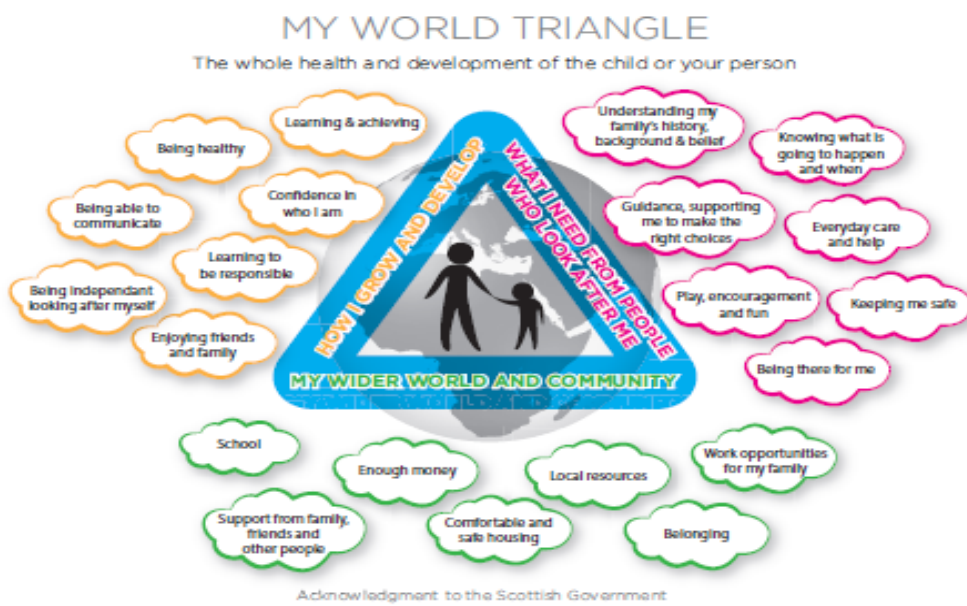 MY WORLD TRIANGLE
The whole health and development of the child or your person
Learning & achieving
Being healthy
Confidence in
who I am
Being able to
communicate
Learning to
be responsible
Being independant
looking after myself
Enjoying friends
and family
HOW I GROW AND DEVELOP
WHAT I NEED FROM PEOPLE
WHO LOOK AFTER ME
MY WIDER WORLD AND COMMUNITY
Understanding my
family's history,
background & belief
Knowing what is
going to happen
and when
Guidance, supporting
me to make the
right choices
Everyday care
and help
Play, encouragement
and fun
Keeping me safe
Being there for me
School
Enough money
Local resources
Work opportunities
for my family
Support from family,
friends and
other people
Comfortable and
safe housing
Belonging
Acknowledgment to the Scottish Government